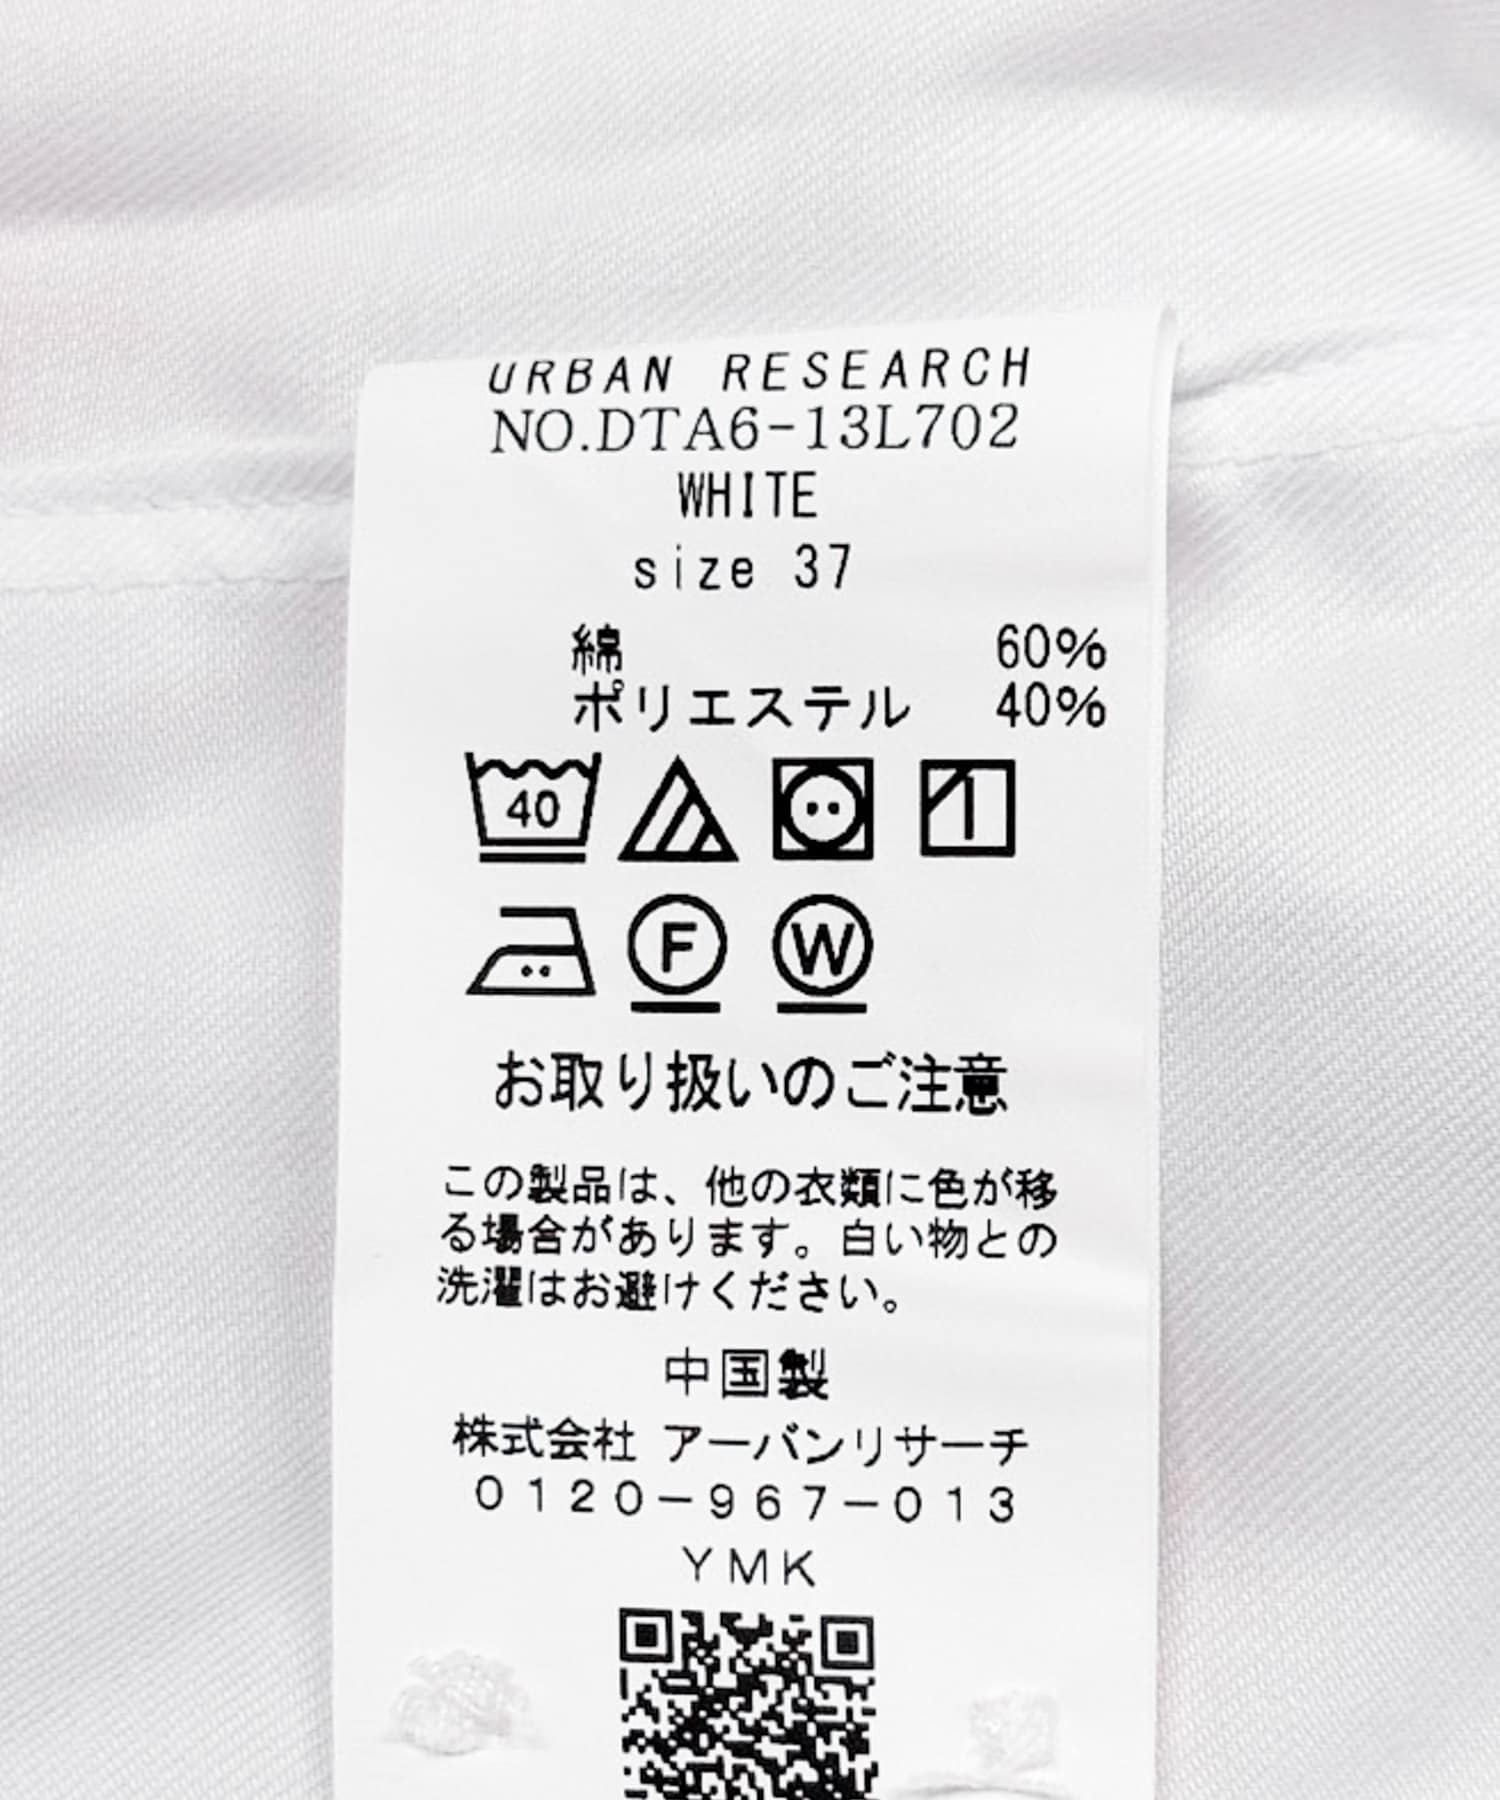 URBAN RESEARCH
NO.DTA6-13L702
WHITE
size 37
綿 60%
ポリエステル 40%
40
F W
お取り扱いのご注意
この製品は、他の衣類に色が移
る場合があります。白い物との
洗濯はお避けください。
中国製
株式会社 アーバンリサーチ
0120-967-013
YMK